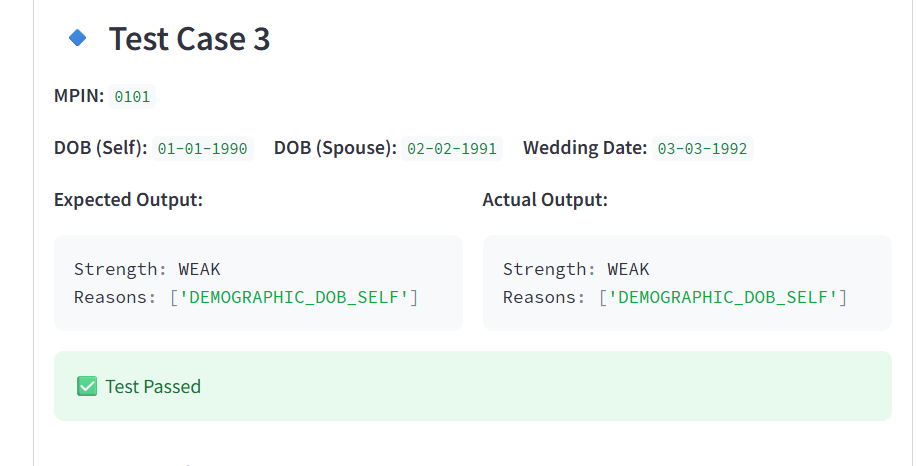 Test Case 3
MPIN: 0101
DOB (Self): 01-01-1990 DOB (Spouse): 02-02-1991 Wedding Date: 03-03-1992
Expected Output:
Actual Output:
Strength: WEAK
Reasons: ['DEMOGRAPHIC_DOB_SELF']
Strength: WEAK
Reasons: ['DEMOGRAPHIC_DOB_SELF']
Test Passed